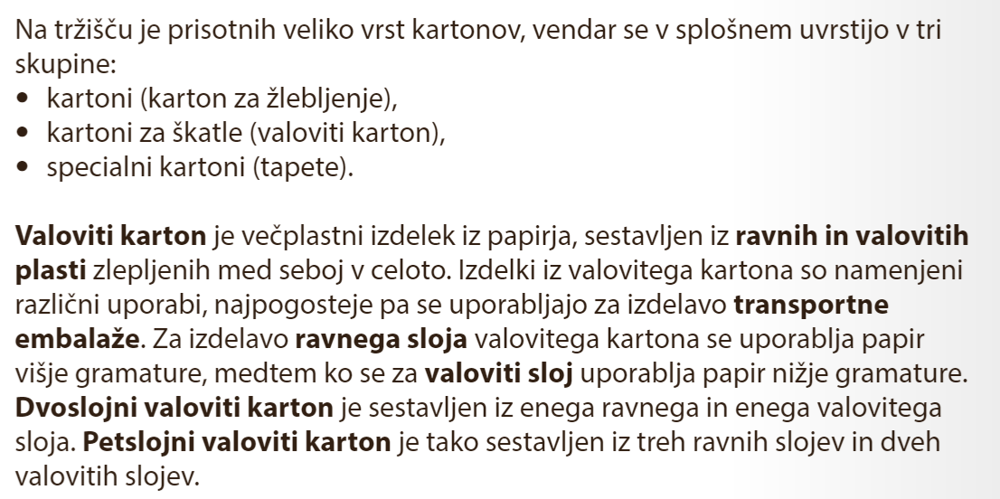 Na tržišču je prisotnih veliko vrst kartonov, vendar se v splošnem uvrstijo v tri
skupine:
• kartoni (karton za žlebljenje),
• kartoni za škatle (valoviti karton),
• specialni kartoni (tapete).
Valoviti karton je večplastni izdelek iz papirja, sestavljen iz ravnih in valovitih
plasti zlepljenih med seboj v celoto. Izdelki iz valovitega kartona so namenjeni
različni uporabi, najpogosteje pa se uporabljajo za izdelavo transportne
embalaže. Za izdelavo ravnega sloja valovitega kartona se uporablja papir
višje gramature, medtem ko se za valoviti sloj uporablja papir nižje gramature.
Dvoslojni valoviti karton je sestavljen iz enega ravnega in enega valovitega
sloja. Petslojni valoviti karton je tako sestavljen iz treh ravnih slojev in dveh
valovitih slojev.